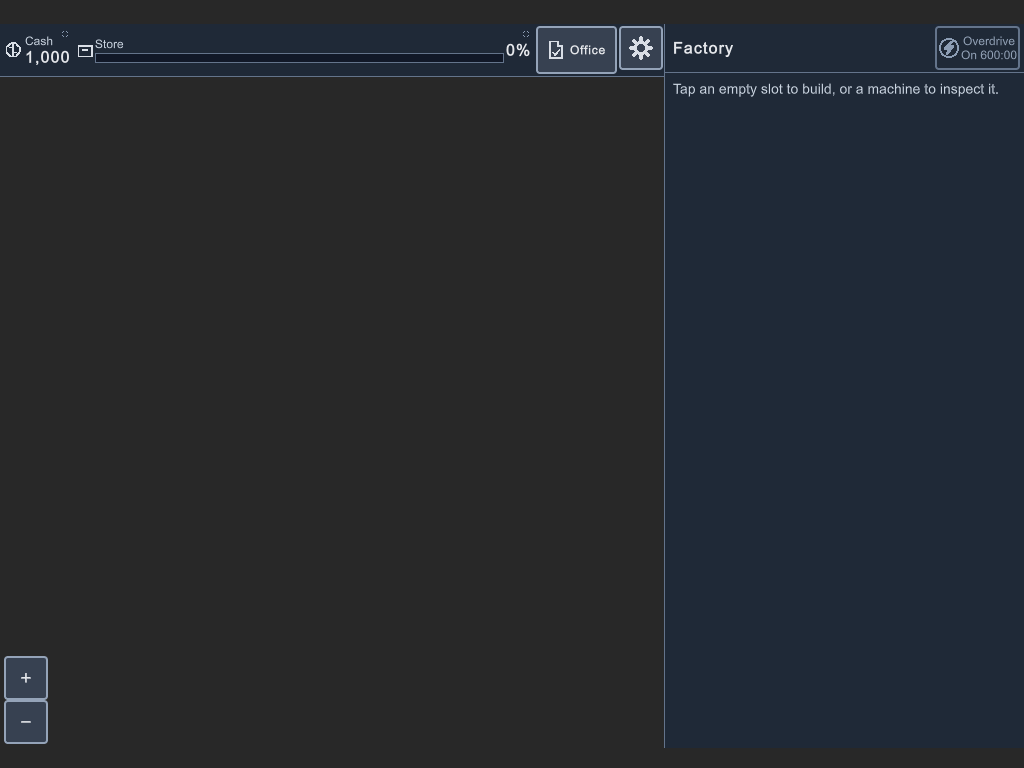 Cash
1,000
Store
0%
Office
Factory
Overdrive
On 600:00
Tap an empty slot to build, or a machine to inspect it.
+
−